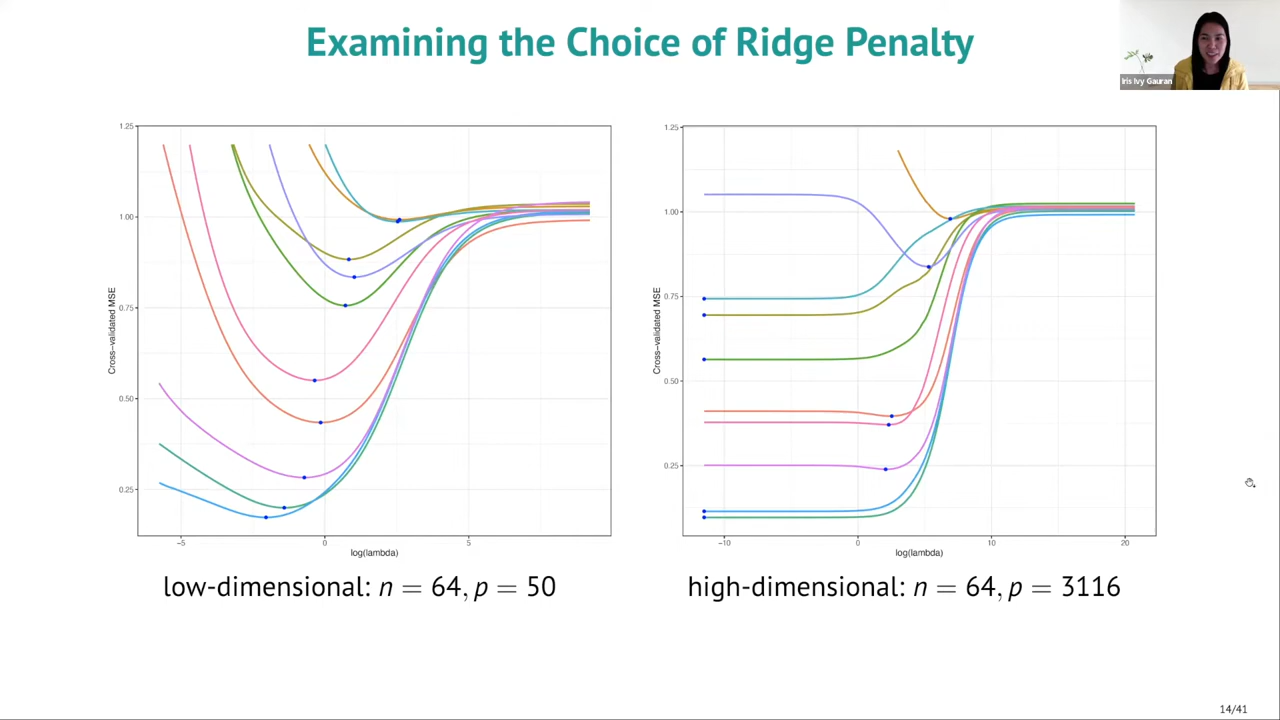 Examining the Choice of Ridge Penalty
Iris Ivy Gauran
1.25
1.00
0.75
0.50
0.25
Cross−validated MSE
−5
0
5
log(lambda)
1.25
1.00
0.75
0.50
0.25
Cross−validated MSE
−10
0
10
20
log(lambda)
low-dimensional: n = 64, p = 50
high-dimensional: n = 64, p = 3116
14/41